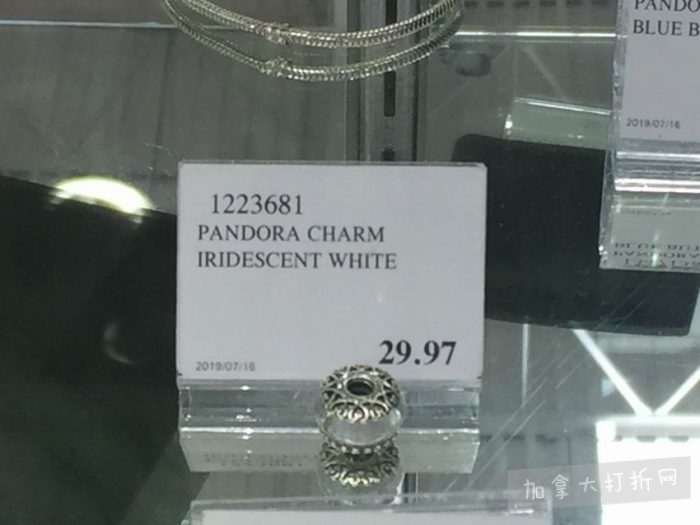 1223681
PANDORA CHARM
IRIDESCENT WHITE
29.97
2019/07/16
BLUE
2019/07/16
加拿大打折网